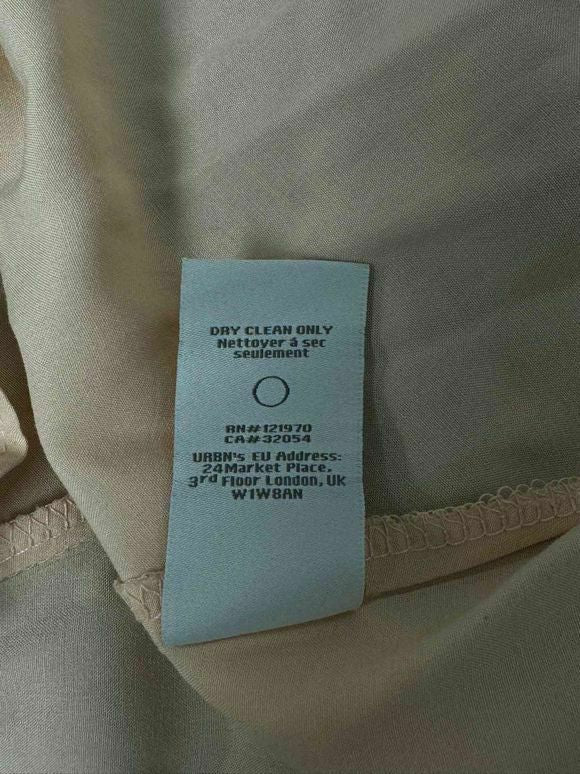 DRY CLEAN ONLY
Nettoyer à sec
seulement
RN#121970
CA#32054
URBN's EU Address:
24Market Place,
3rd Floor London, UK
W1W8AN